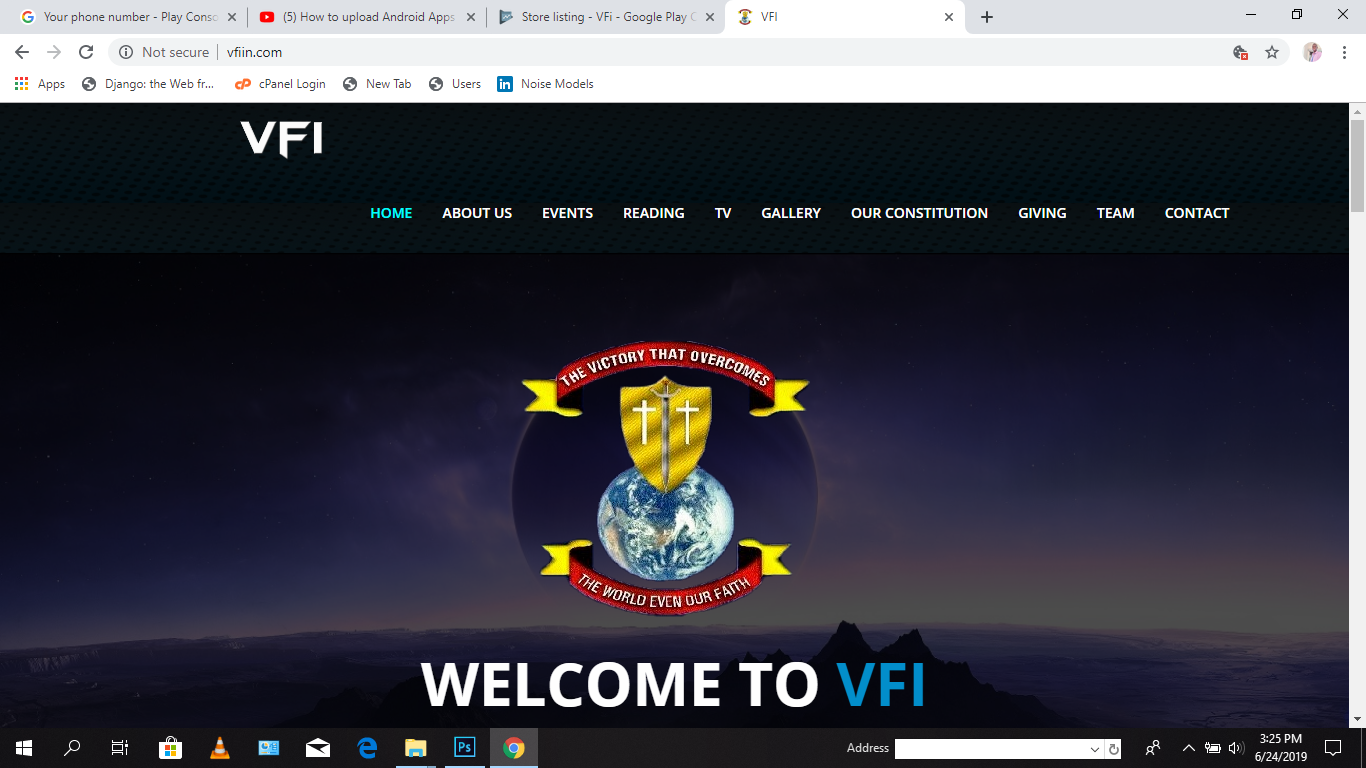 Your phone number - Play Conso
(5) How to upload Android Apps
Store listing - VFi - Google Play C
VFI
Not secure | vfiin.com
Apps Django: the Web fr... cPanel Login New Tab Users Noise Models
VFI
HOME ABOUT US EVENTS READING TV GALLERY OUR CONSTITUTION GIVING TEAM CONTACT
THE VICTORY THAT OVERCOMES
THE WORLD EVEN OUR FAITH
WELCOME TO VFI
Address
Ps
3:25 PM
6/24/2019